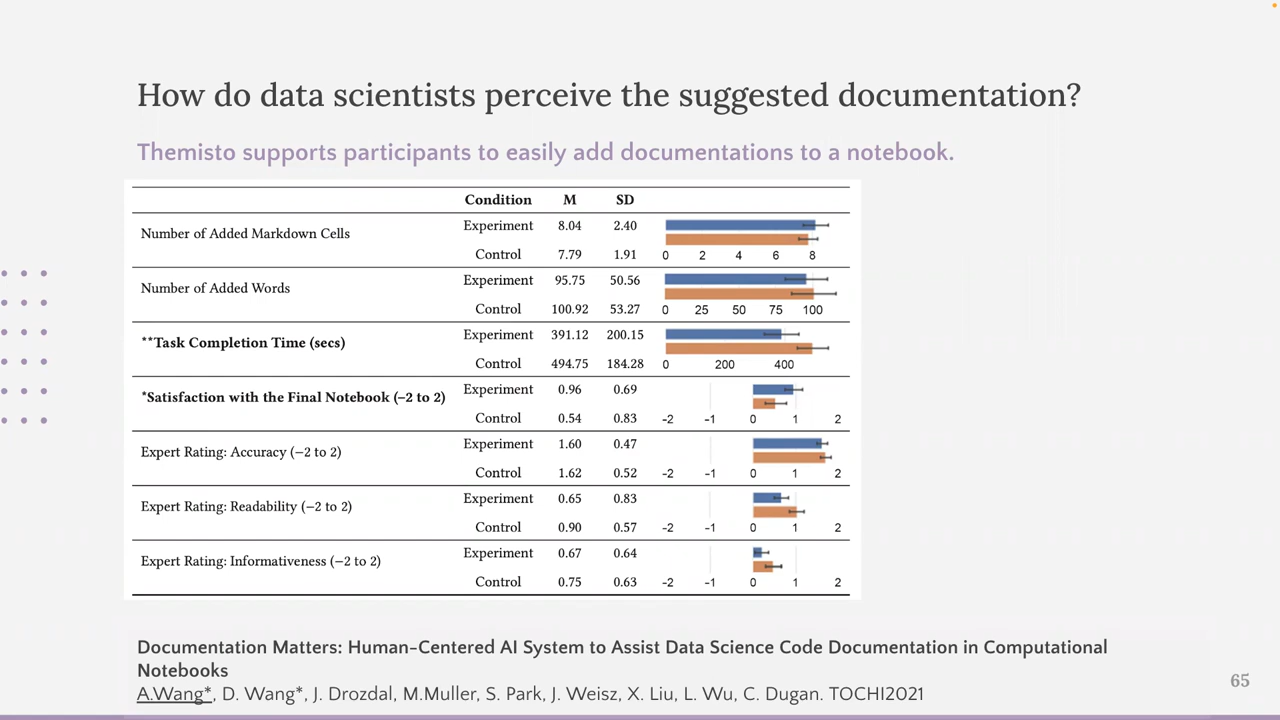 How do data scientists perceive the suggested documentation?
Themisto supports participants to easily add documentations to a notebook.
Condition M SD
Number of Added Markdown Cells
Experiment 8.04 2.40
Control 7.79 1.91
0 2 4 6 8
Number of Added Words
Experiment 95.75 50.56
Control 100.92 53.27
0 25 50 75 100
**Task Completion Time (secs)
Experiment 391.12 200.15
Control 494.75 184.28
0 200 400
*Satisfaction with the Final Notebook (−2 to 2)
Experiment 0.96 0.69
Control 0.54 0.83
-2 -1 0 1 2
Expert Rating: Accuracy (−2 to 2)
Experiment 1.60 0.47
Control 1.62 0.52
-2 -1 0 1 2
Expert Rating: Readability (−2 to 2)
Experiment 0.65 0.83
Control 0.90 0.57
-2 -1 0 1 2
Expert Rating: Informativeness (−2 to 2)
Experiment 0.67 0.64
Control 0.75 0.63
-2 -1 0 1 2
Documentation Matters: Human-Centered AI System to Assist Data Science Code Documentation in Computational
Notebooks
A.Wang*, D. Wang*, J. Drozdal, M.Muller, S. Park, J. Weisz, X. Liu, L. Wu, C. Dugan. TOCHI2021
65